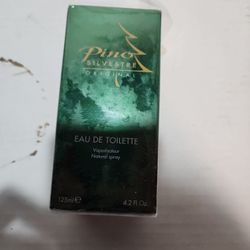 Pino
SILVESTRE
ORIGINAL
EAU DE TOILETTE
Vaporisateur
Natural spray
125ml e 4.2 Fl.Oz.